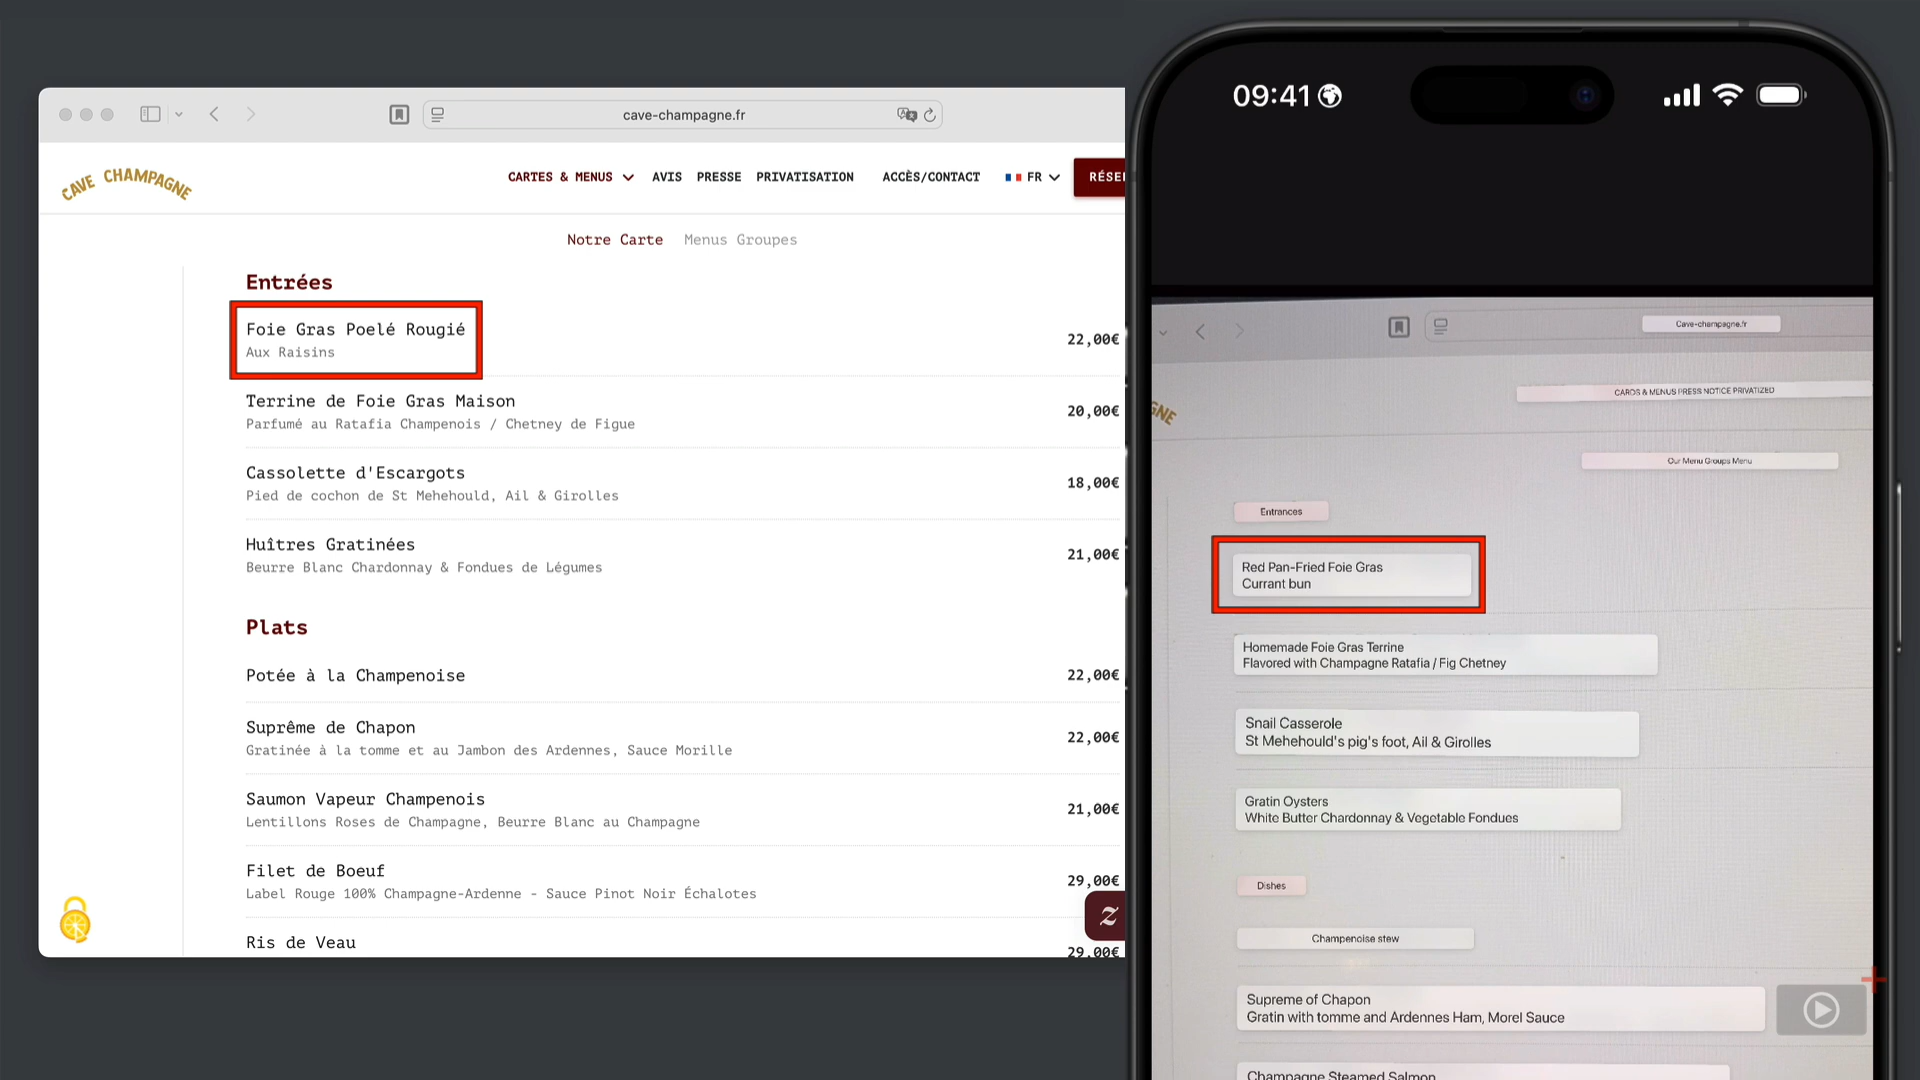 cave-champagne.fr
CAVE CHAMPAGNE
CARTES & MENUS AVIS PRESSE PRIVATISATION ACCÈS/CONTACT FR
Notre Carte Menus Groupes
Entrées
Foie Gras Poelé Rougié
Aux Raisins
22,00€
Terrine de Foie Gras Maison
Parfumé au Ratafia Champenois / Chetney de Figue
20,00€
Cassolette d'Escargots
Pied de cochon de St Mehehould, Ail & Girolles
18,00€
Huîtres Gratinées
Beurre Blanc Chardonnay & Fondues de Légumes
21,00€
Plats
Potée à la Champenoise
22,00€
Suprême de Chapon
Gratinée à la tomme et au Jambon des Ardennes, Sauce Morille
22,00€
Saumon Vapeur Champenois
Lentillons Roses de Champagne, Beurre Blanc au Champagne
21,00€
Filet de Boeuf
Label Rouge 100% Champagne-Ardenne - Sauce Pinot Noir Échalotes
29,00€
Ris de Veau
29,00€
09:41
Cave-champagne.fr
CARDS & MENUS PRESS NOTICE PRIVATIZED
Our Menu Groups Menu
Entrances
Red Pan-Fried Foie Gras
Currant bun
Homemade Foie Gras Terrine
Flavored with Champagne Ratafia / Fig Chetney
Snail Casserole
St Mehehould's pig's foot, Ail & Girolles
Gratin Oysters
White Butter Chardonnay & Vegetable Fondues
Dishes
Champenoise stew
Supreme of Chapon
Gratin with tomme and Ardennes Ham, Morel Sauce
Champagne Steamed Salmon